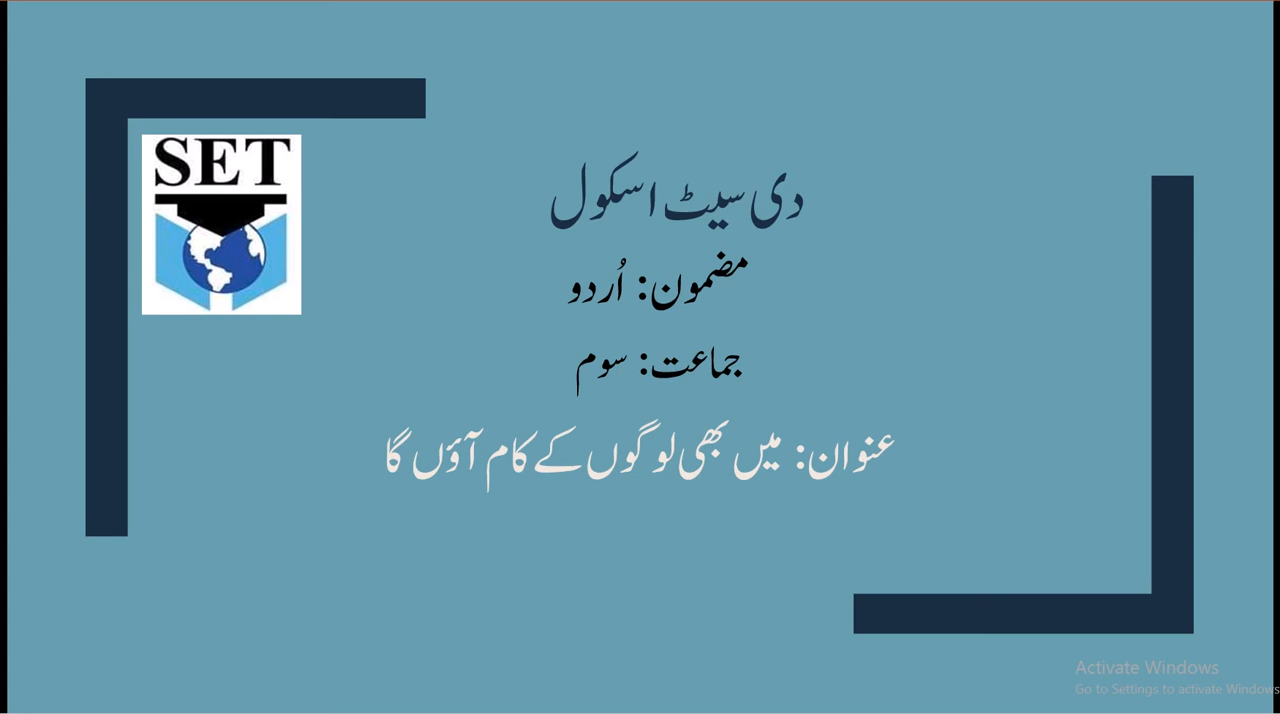 SET
دی سیٹ اسکول
مضمون: اُردو
جماعت: سوم
عنوان: میں بھی لوگوں کے کام آؤں گا
Activate Windows
Go to Settings to activate Windows